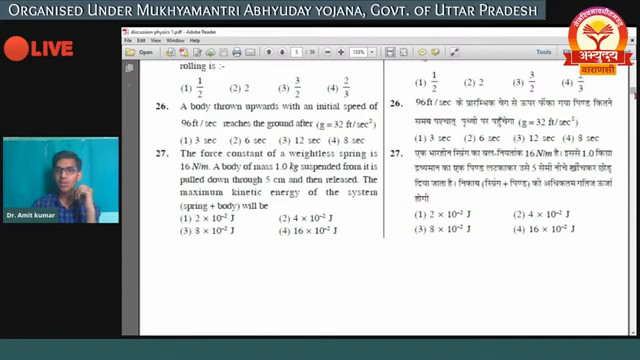 ORGANISED UNDER MUKHYAMANTRI ABHYUDAY YOJANA, GOVT. OF UTTAR PRADESH
LIVE
अभ्युदय
वाराणसी
Dr. Amit kumar
discussion physics 1.pdf - Adobe Reader
File Edit View Window Help
Tools
rolling is :-
(1) 1/2 (2) 2 (3) 3/2 (4) 2/3
26. A body thrown upwards with an initial speed of
96ft/sec reaches the ground after (g=32 ft/sec²)
(1) 3 sec (2) 6 sec (3) 12 sec (4) 8 sec
27. The force constant of a weightless spring is
16 N/m. A body of mass 1.0 kg suspended from it is
pulled down through 5 cm and then released. The
maximum kinetic energy of the system
(spring + body) will be
(1) 2 × 10⁻² J (2) 4 × 10⁻² J
(3) 8 × 10⁻² J (4) 16 × 10⁻² J
(1) 1/2 (2) 2 (3) 3/2 (4) 2/3
26. 96ft/sec के प्रारम्भिक वेग से ऊपर फेंका गया पिण्ड कितने
समय पश्चात् पृथ्वी पर पहुँचेगा (g=32 ft/sec²)
(1) 3 sec (2) 6 sec (3) 12 sec (4) 8 sec
27. एक भारहीन स्प्रिंग का बल-नियतांक 16 N/m है। इससे 1.0 किग्रा
द्रव्यमान का एक पिण्ड लटकाकर उसे 5 सेमी नीचे खींचकर छोड़
दिया जाता है। निकाय (स्प्रिंग + पिण्ड) की अधिकतम गतिज ऊर्जा
होगी
(1) 2 × 10⁻² J (2) 4 × 10⁻² J
(3) 8 × 10⁻² J (4) 16 × 10⁻² J